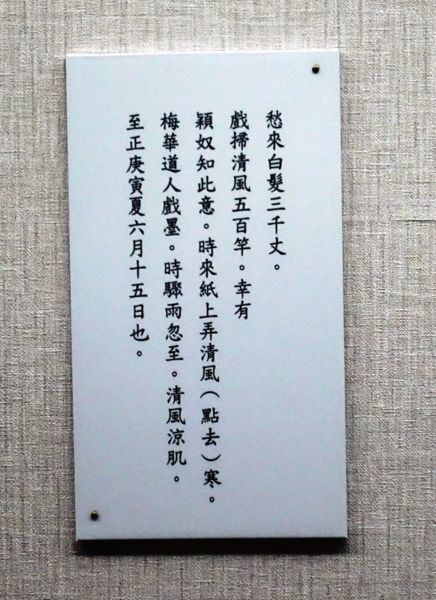 愁來白髮三千丈。
戲掃清風五百竿。幸有
穎奴知此意。時來紙上弄清風（點去）寒。
梅華道人戲墨。時驟雨忽至。清風涼肌。
至正庚寅夏六月十五日也。